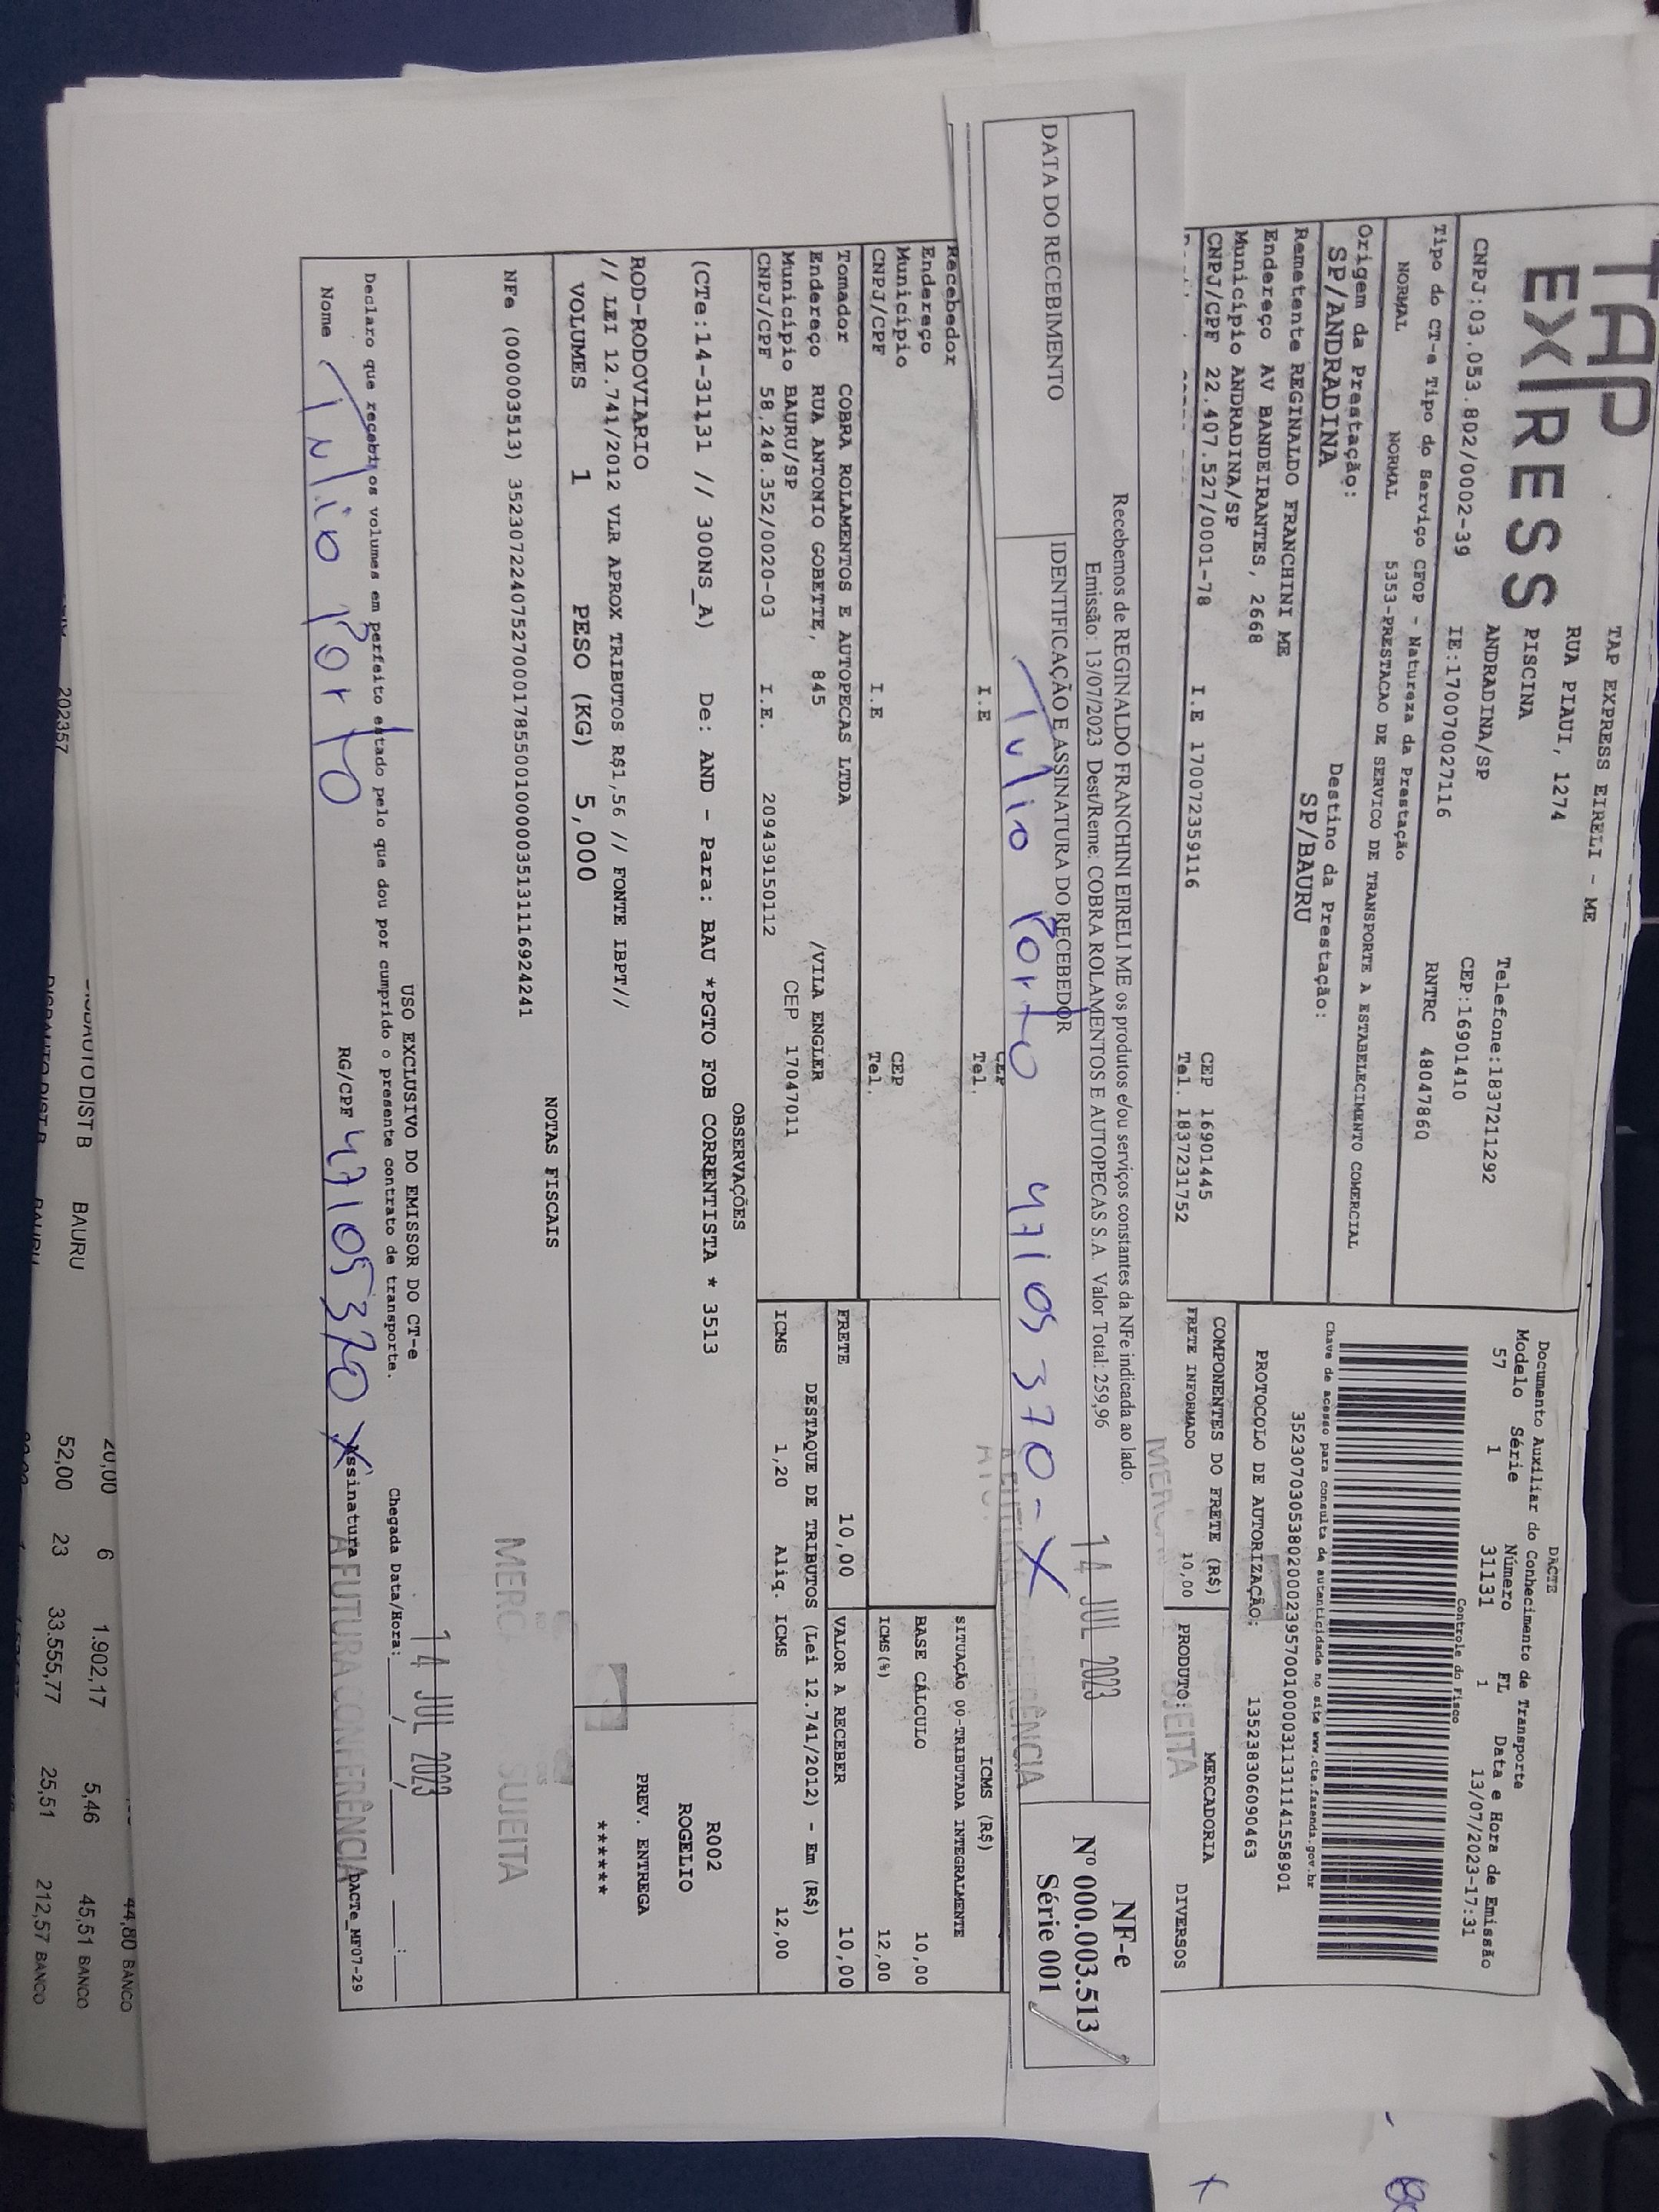 TAP
EXPRESS
TAP EXPRESS EIRELI - ME
RUA PIAUI, 1274
PISCINA
ANDRADINA/SP
Telefone:1837211292
CEP:16901410
CNPJ:03.053.802/0002-39
IE:170070027116
RNTRC 48047860
DACTE
Documento Auxiliar do Conhecimento de Transporte
Modelo Série Número FL Data e Hora de Emissão
57 1 31131 1 13/07/2023-17:31
Controle do Fisco
Chave de acesso para consulta de autenticidade no site www.cte.fazenda.gov.br
35230703053802000239570010000311311141558901
PROTOCOLO DE AUTORIZAÇÃO: 135238306090463
Tipo do CT-e Tipo do Serviço CFOP - Natureza da Prestação
NORMAL NORMAL 5353-PRESTACAO DE SERVICO DE TRANSPORTE A ESTABELECIMENTO COMERCIAL
Origem da Prestação: Destino da Prestação:
SP/ANDRADINA SP/BAURU
Remetente REGINALDO FRANCHINI ME
Endereço AV BANDEIRANTES, 2668
Município ANDRADINA/SP CEP 16901445
CNPJ/CPF 22.407.527/0001-78 I.E 170072359116 Tel. 1837231752
COMPONENTES DO FRETE (R$) MERCADORIA
FRETE INFORMADO 10,00 PRODUTO: DIVERSOS
SUJEITA
Recebemos de REGINALDO FRANCHINI EIRELI ME os produtos e/ou serviços constantes da NFe indicada ao lado.
Emissão: 13/07/2023 Dest/Reme: COBRA ROLAMENTOS E AUTOPECAS S.A. Valor Total: 259,96
14 JUL 2023
DATA DO RECEBIMENTO IDENTIFICAÇÃO E ASSINATURA DO RECEBEDOR
Tulio Porto 47105370-X
NF-e
Nº 000.003.513
Série 001
I.E CEP
Tel.
Recebedor
Endereço
Município CEP
CNPJ/CPF I.E Tel.
ICMS (R$)
SITUAÇÃO 00-TRIBUTADA INTEGRALMENTE
BASE CÁLCULO 10,00
ICMS(%) 12,00
Tomador COBRA ROLAMENTOS E AUTOPECAS LTDA
Endereço RUA ANTONIO GOBETTE, 845 /VILA ENGLER
Município BAURU/SP CEP 17047011
CNPJ/CPF 58.248.352/0020-03 I.E. 209439150112
FRETE 10,00 VALOR A RECEBER 10,00
DESTAQUE DE TRIBUTOS (Lei 12.741/2012) - Em (R$)
ICMS 1,20 Aliq. ICMS 12,00
OBSERVAÇÕES
(CTe:14-31131 // 300NS_A) De: AND - Para: BAU *PGTO FOB CORRENTISTA * 3513
R002
ROGELIO
ROD-RODOVIARIO
// LEI 12.741/2012 VLR APROX TRIBUTOS R$1,56 // FONTE IBPT//
PREV. ENTREGA
******
VOLUMES 1 PESO (KG) 5,000
NOTAS FISCAIS
NFe (000003513) 35230722407527000178550010000035131116924241
SUJEITA
USO EXCLUSIVO DO EMISSOR DO CT-e
14 JUL 2023
Declaro que recebi os volumes em perfeito estado pelo que dou por cumprido o presente contrato de transporte.
Chegada Data/Hora: / / :
Nome Tulio Porto RG/CPF 47105370 X Assinatura
A FUTURA CONFERÊNCIA
DACTe_MF07-29
44,80 BANCO
20,00 6 1.902,17 5,46 45,51 BANCO
DIST B BAURU 52,00 23 33.555,77 25,51 212,57 BANCO
202357